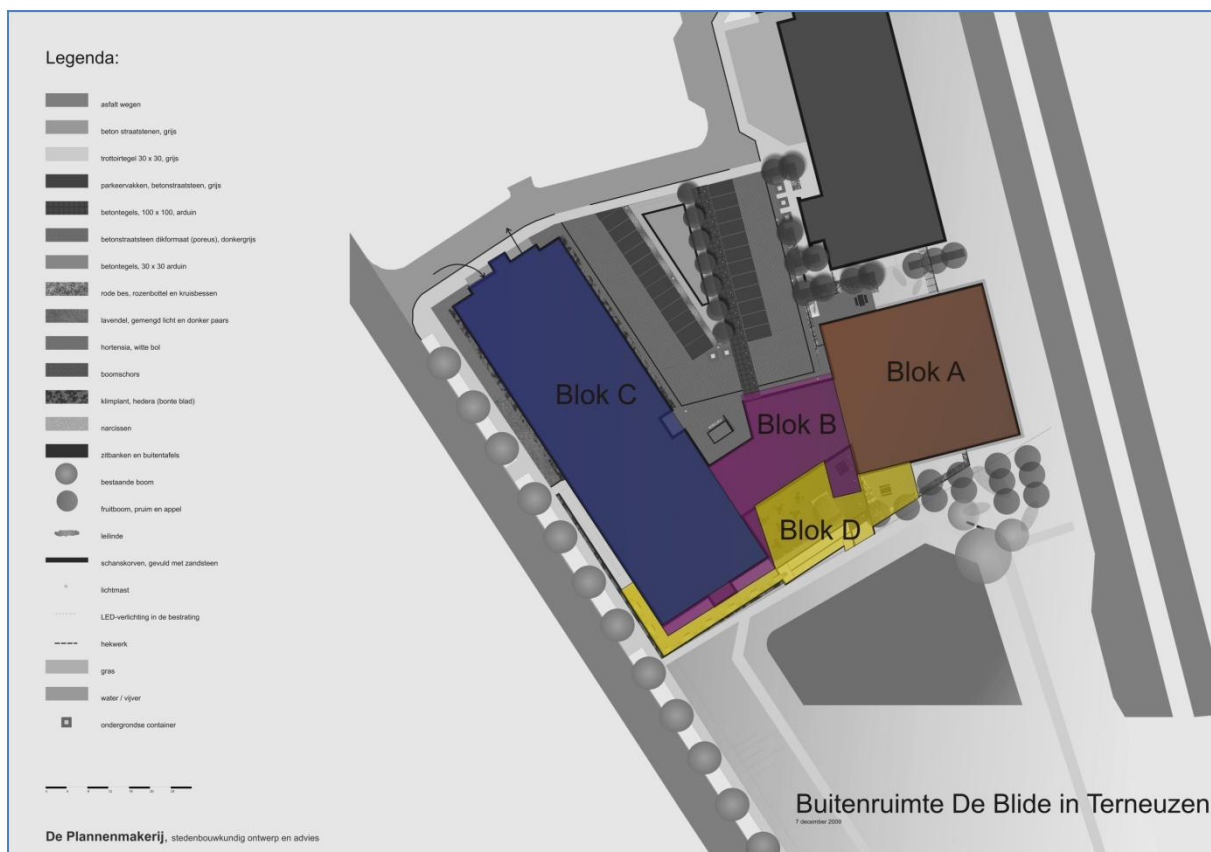 Legenda:
asfalt wegen
beton straatstenen, grijs
trottoirtegel 30 x 30, grijs
parkeervakken, betonstraatsteen, grijs
betontegels, 100 x 100, arduin
betonstraatsteen dikformaat (poreus), donkergrijs
betontegels, 30 x 30 arduin
rode bes, rozenbottel en kruisbessen
lavendel, gemengd licht en donker paars
hortensia, witte bol
boomschors
klimplant, hedera (bonte blad)
narcissen
zitbanken en buitentafels
bestaande boom
fruitboom, pruim en appel
leilinde
schanskorven, gevuld met zandsteen
lichtmast
LED-verlichting in de bestrating
hekwerk
gras
water / vijver
ondergrondse container
De Plannenmakerij, stedenbouwkundig ontwerp en advies
Blok A
Blok C
Blok B
Blok D
Buitenruimte De Blide in Terneuzen
7 december 2009